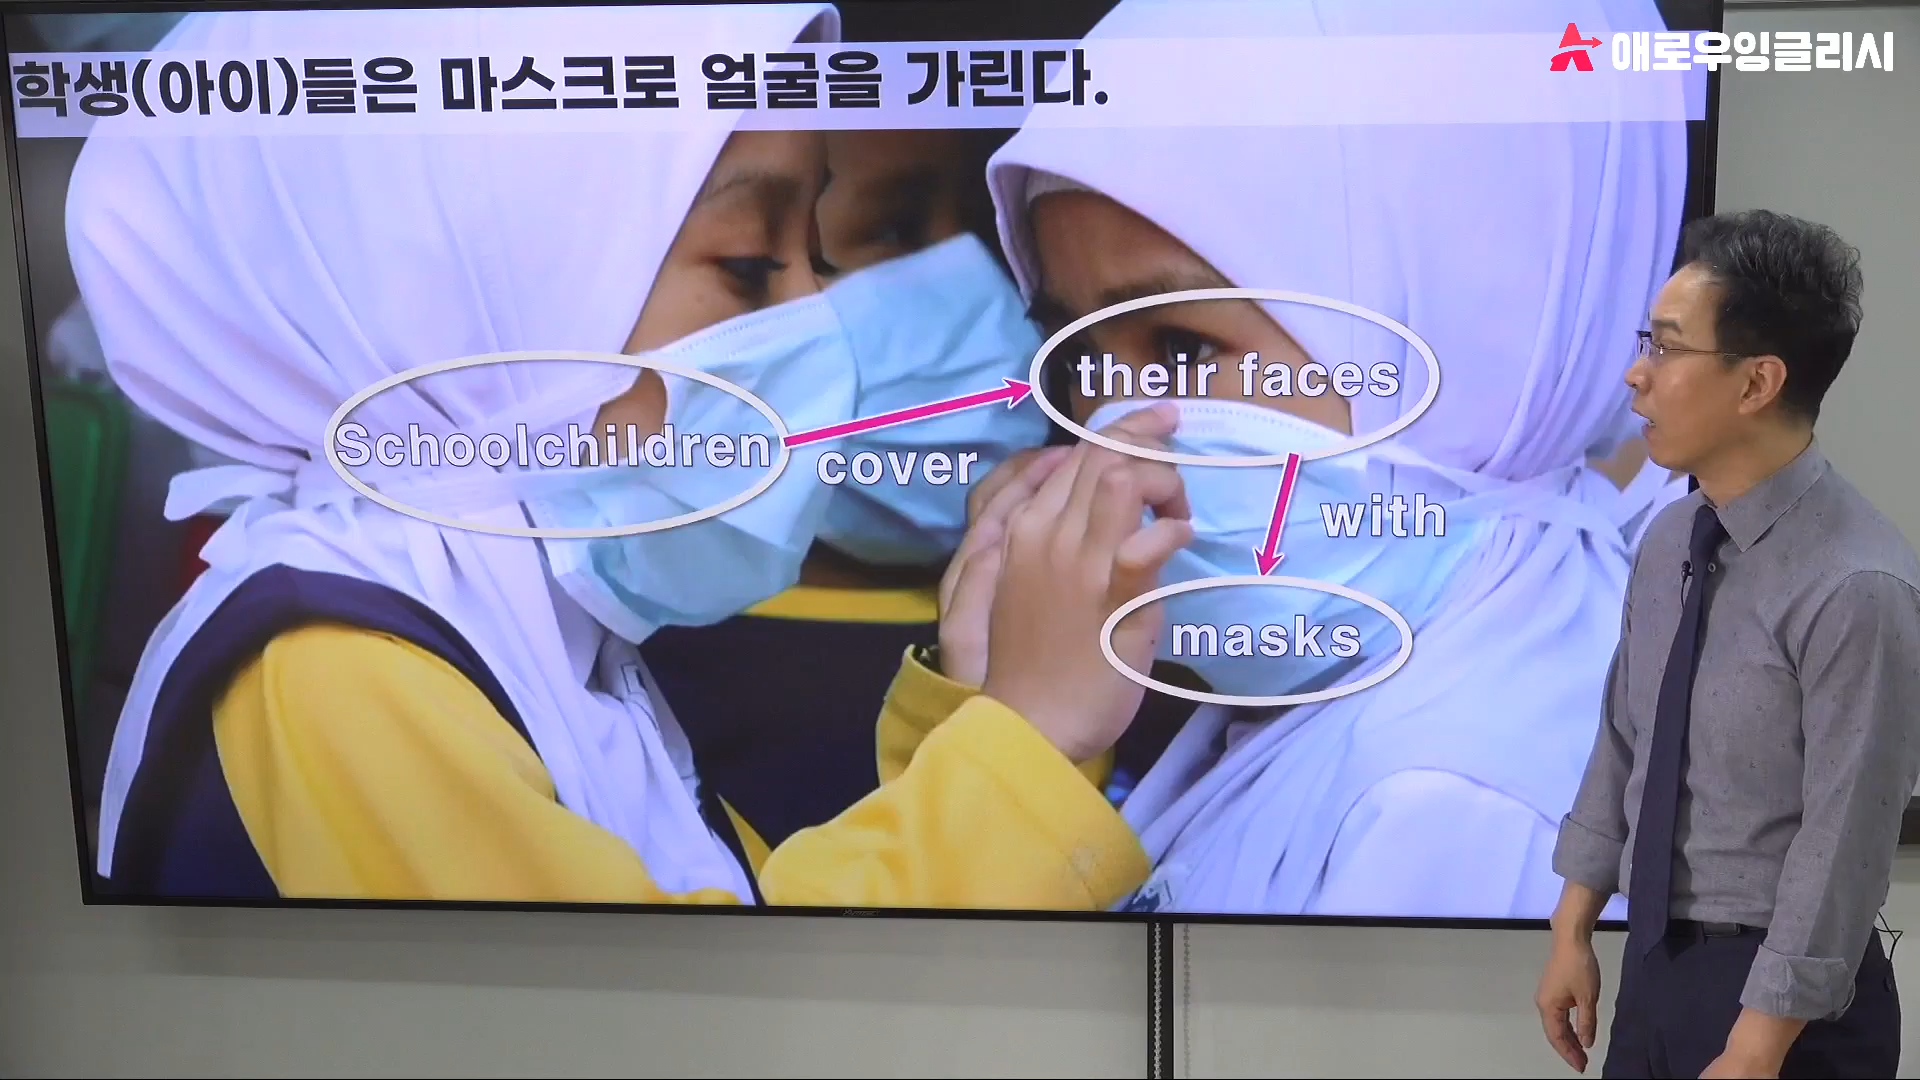 애로우잉글리시
학생(아이)들은 마스크로 얼굴을 가린다.
their faces
Schoolchildren
cover
with
masks